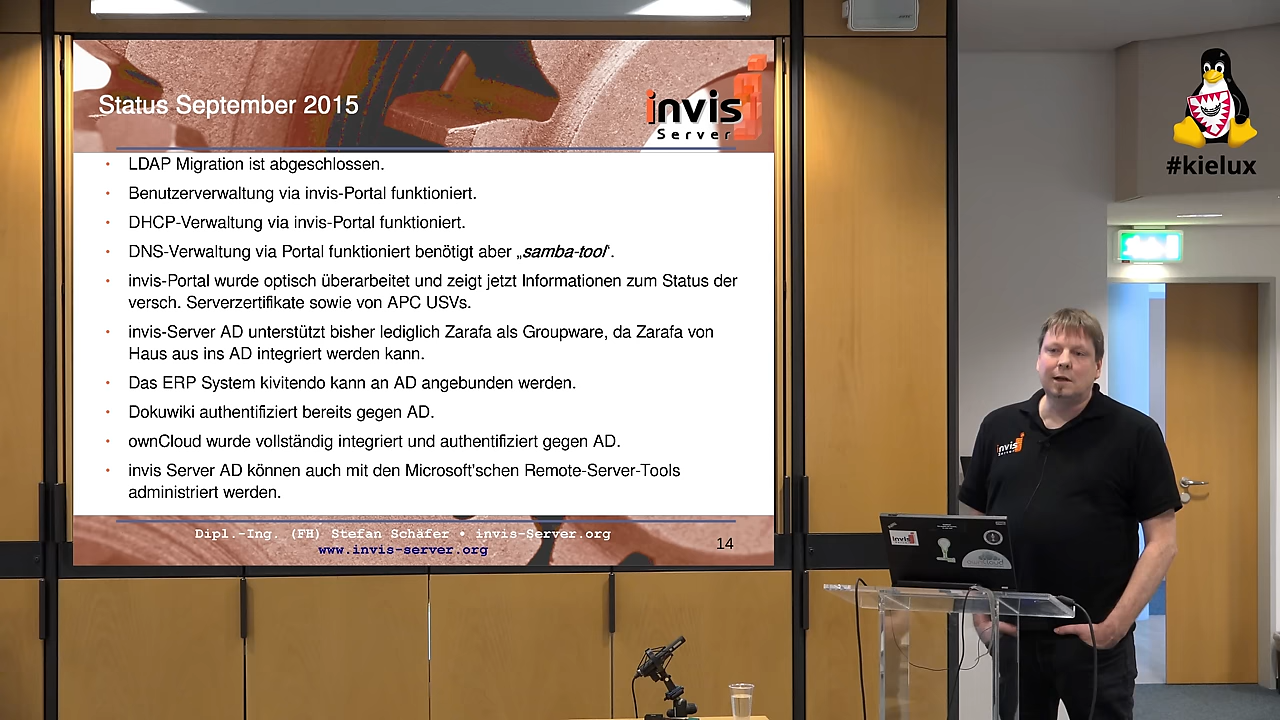 Status September 2015
invis
Server
LDAP Migration ist abgeschlossen.
Benutzerverwaltung via invis-Portal funktioniert.
DHCP-Verwaltung via invis-Portal funktioniert.
DNS-Verwaltung via Portal funktioniert benötigt aber „samba-tool“.
invis-Portal wurde optisch überarbeitet und zeigt jetzt Informationen zum Status der
versch. Serverzertifikate sowie von APC USVs.
invis-Server AD unterstützt bisher lediglich Zarafa als Groupware, da Zarafa von
Haus aus ins AD integriert werden kann.
Das ERP System kivitendo kann an AD angebunden werden.
Dokuwiki authentifiziert bereits gegen AD.
ownCloud wurde vollständig integriert und authentifiziert gegen AD.
invis Server AD können auch mit den Microsoft'schen Remote-Server-Tools
administriert werden.
Dipl.-Ing. (FH) Stefan Schäfer • invis-Server.org
www.invis-server.org
14
#kielux
invis
Server
invis